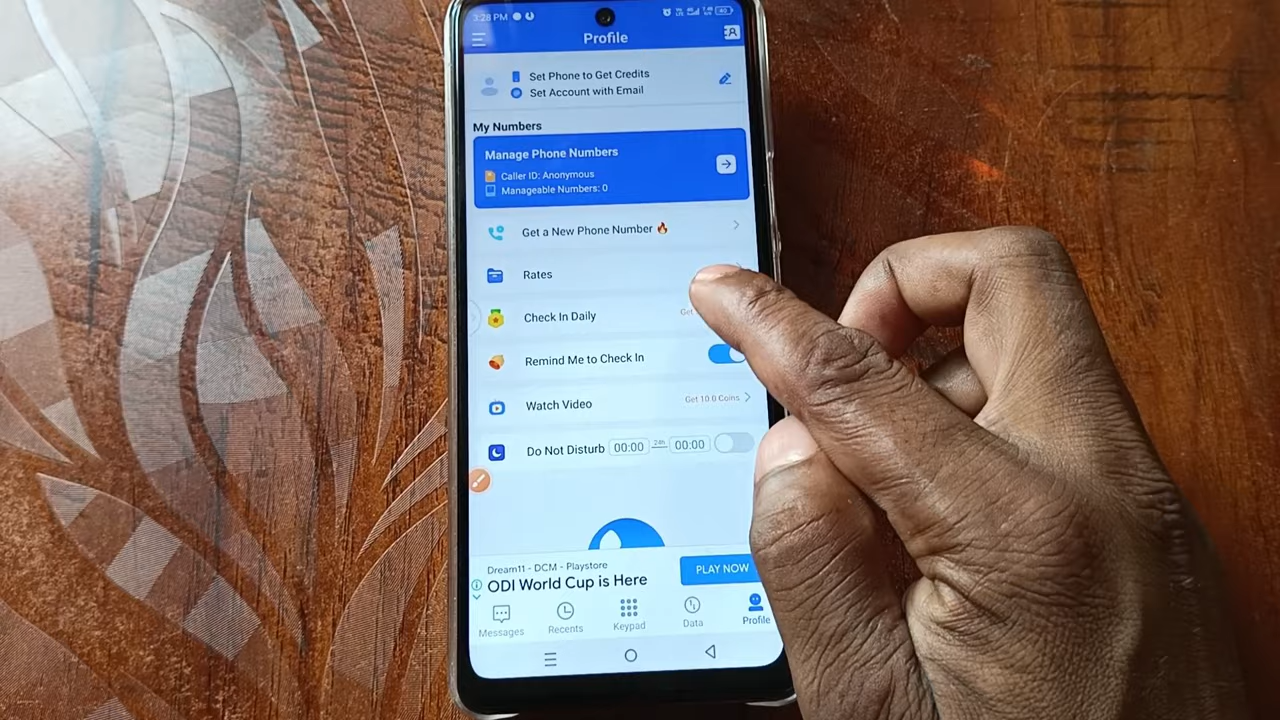 3:28 PM
Profile
Set Phone to Get Credits
Set Account with Email
My Numbers
Manage Phone Numbers
Caller ID: Anonymous
Manageable Numbers: 0
Get a New Phone Number
Rates
Check In Daily Get
Remind Me to Check In
Watch Video Get 10.0 Coins
Do Not Disturb 00:00 24h 00:00
Dream11 - DCM - Playstore
ODI World Cup is Here
PLAY NOW
Messages Recents Keypad Data Profile